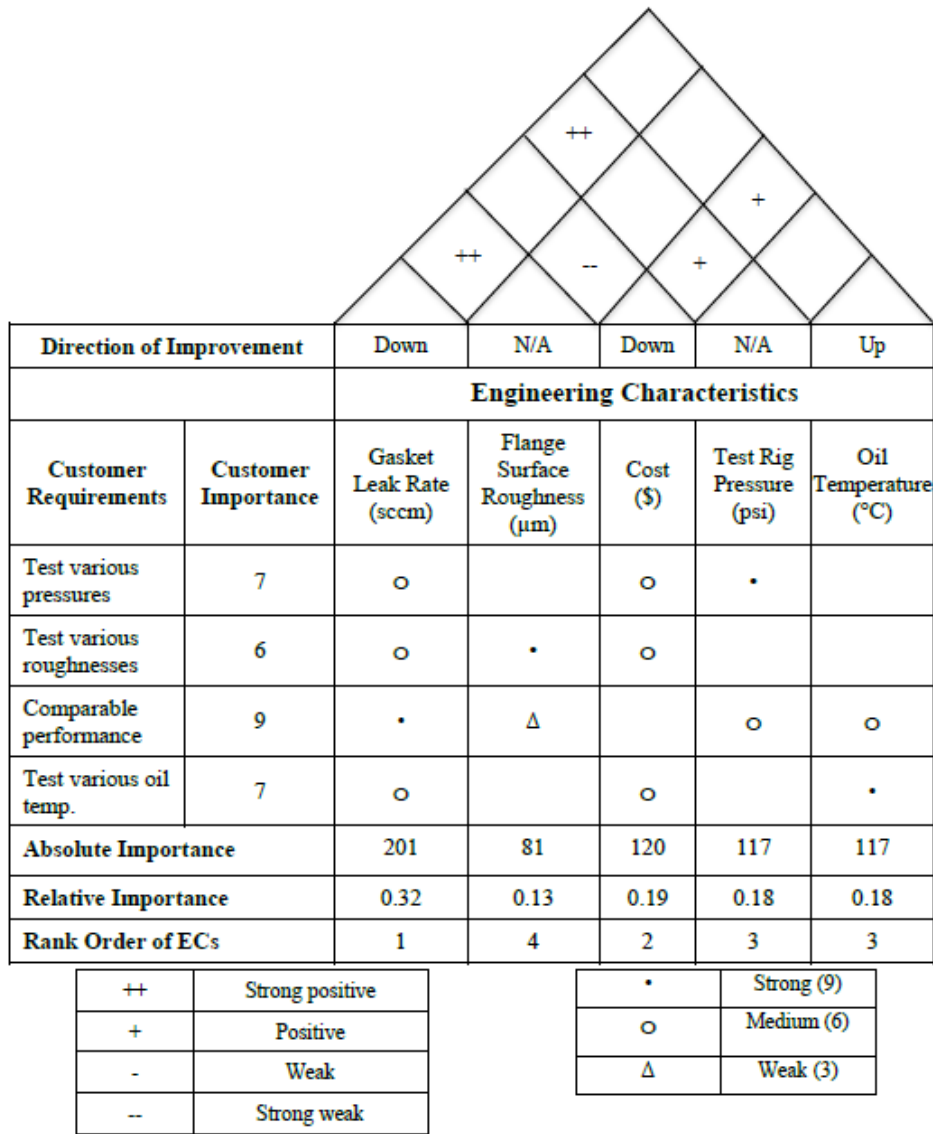 ++
+
++
--
+
Direction of Improvement Down N/A Down N/A Up
Engineering Characteristics
Customer Requirements Customer Importance Gasket Leak Rate (sccm) Flange Surface Roughness (μm) Cost ($) Test Rig Pressure (psi) Oil Temperature (°C)
Test various pressures 7 o o •
Test various roughnesses 6 o • o
Comparable performance 9 • Δ o o
Test various oil temp. 7 o o •
Absolute Importance 201 81 120 117 117
Relative Importance 0.32 0.13 0.19 0.18 0.18
Rank Order of ECs 1 4 2 3 3
++ Strong positive
+ Positive
- Weak
-- Strong weak
• Strong (9)
o Medium (6)
Δ Weak (3)